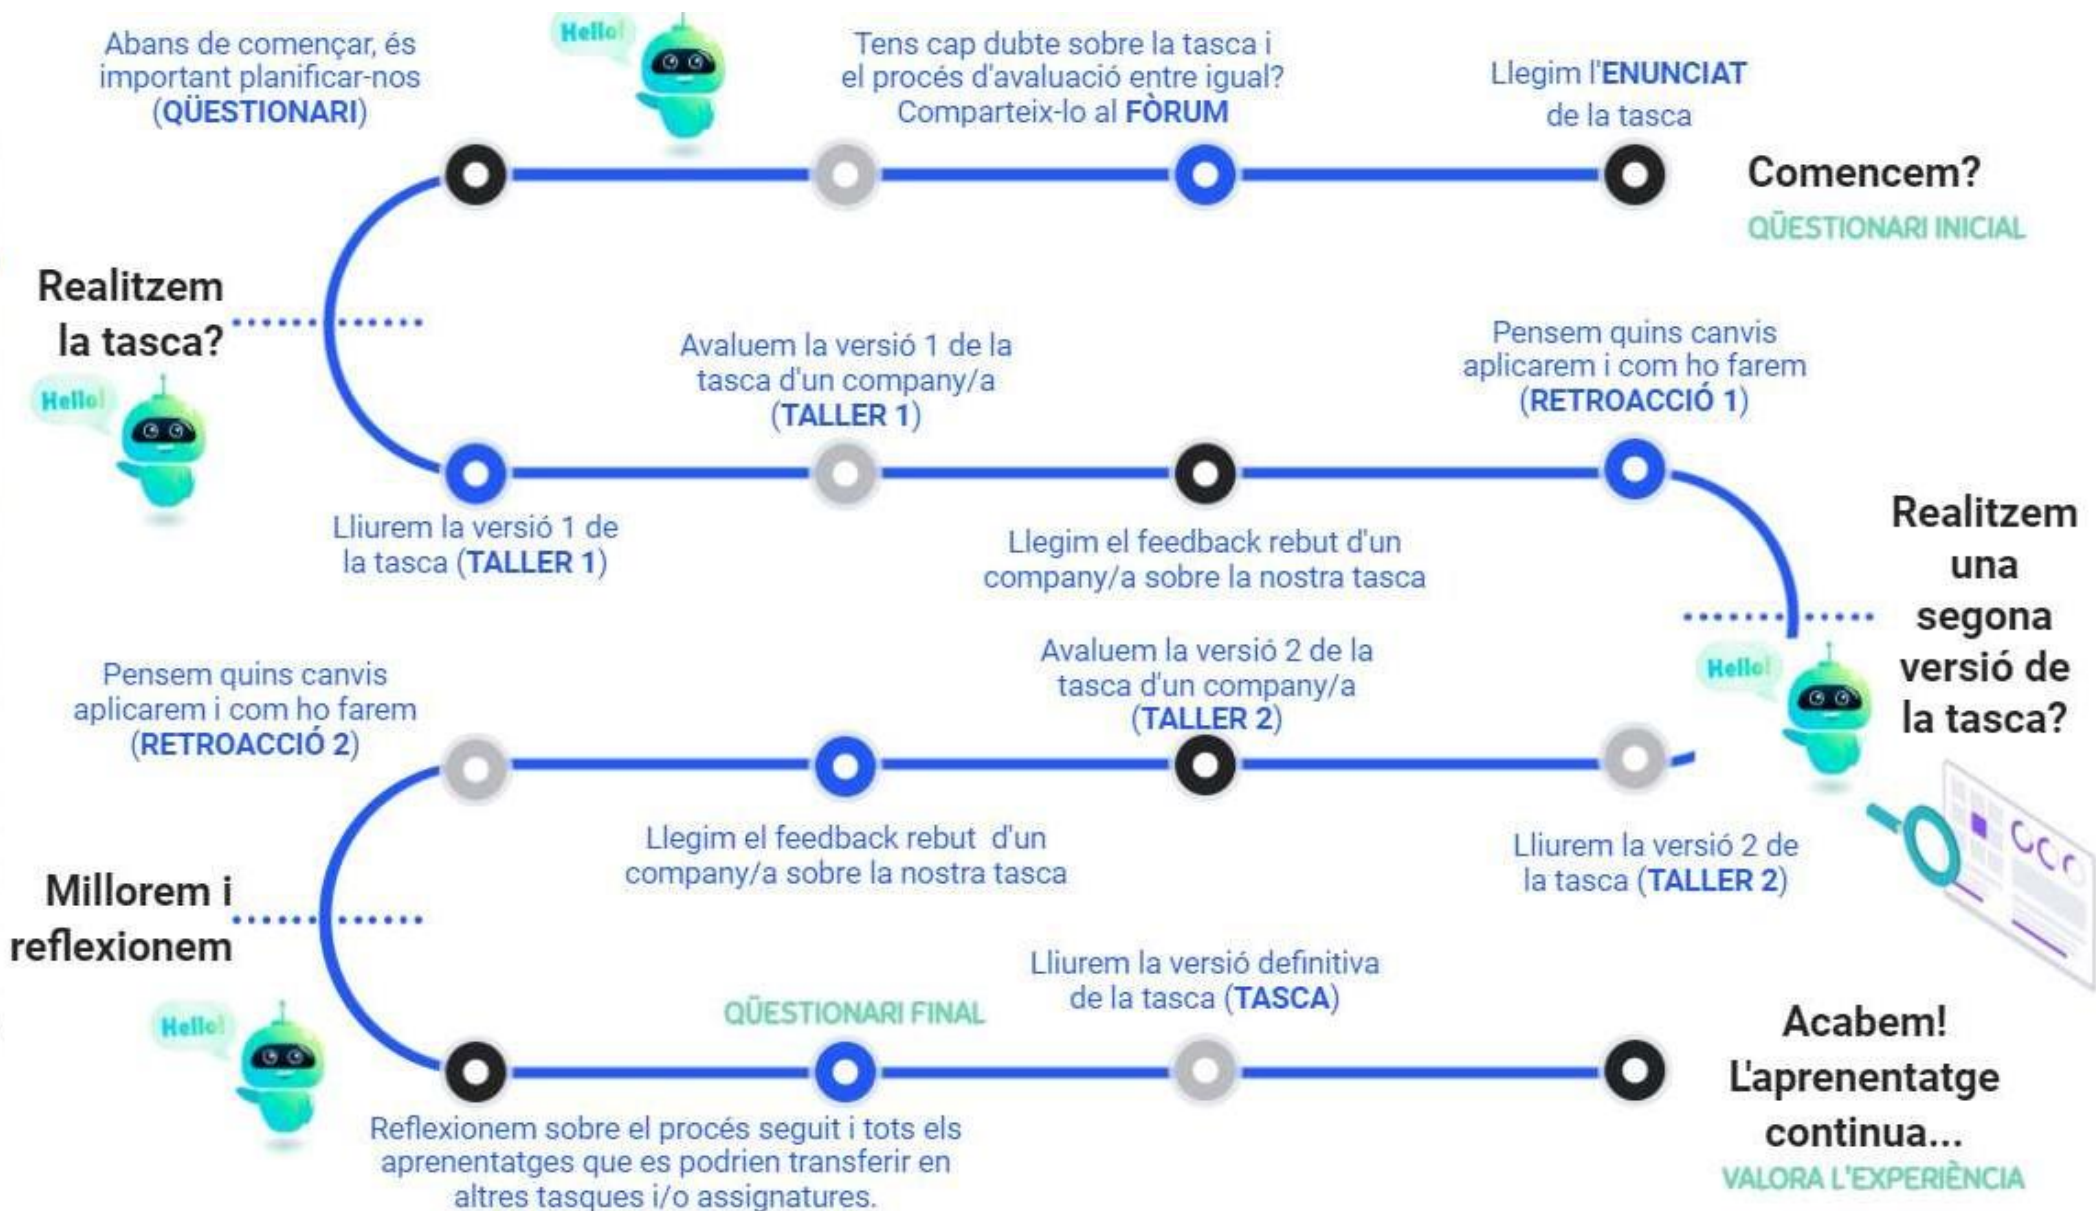 Abans de començar, és
important planificar-nos
(QÜESTIONARI)
Hello!
Tens cap dubte sobre la tasca i
el procés d'avaluació entre igual?
Comparteix-lo al FÒRUM
Llegim l'ENUNCIAT
de la tasca
Comencem?
QÜESTIONARI INICIAL
Realitzem
la tasca?
Hello!
Avaluem la versió 1 de la
tasca d'un company/a
(TALLER 1)
Pensem quins canvis
aplicarem i com ho farem
(RETROACCIÓ 1)
Lliurem la versió 1 de
la tasca (TALLER 1)
Llegim el feedback rebut d'un
company/a sobre la nostra tasca
Realitzem
una
segona
versió de
la tasca?
Hello!
Pensem quins canvis
aplicarem i com ho farem
(RETROACCIÓ 2)
Avaluem la versió 2 de la
tasca d'un company/a
(TALLER 2)
Llegim el feedback rebut d'un
company/a sobre la nostra tasca
Lliurem la versió 2 de
la tasca (TALLER 2)
Millorem i
reflexionem
Hello!
QÜESTIONARI FINAL
Lliurem la versió definitiva
de la tasca (TASCA)
Reflexionem sobre el procés seguit i tots els
aprenentatges que es podrien transferir en
altres tasques i/o assignatures.
Acabem!
L'aprenentatge
continua...
VALORA L'EXPERIÈNCIA